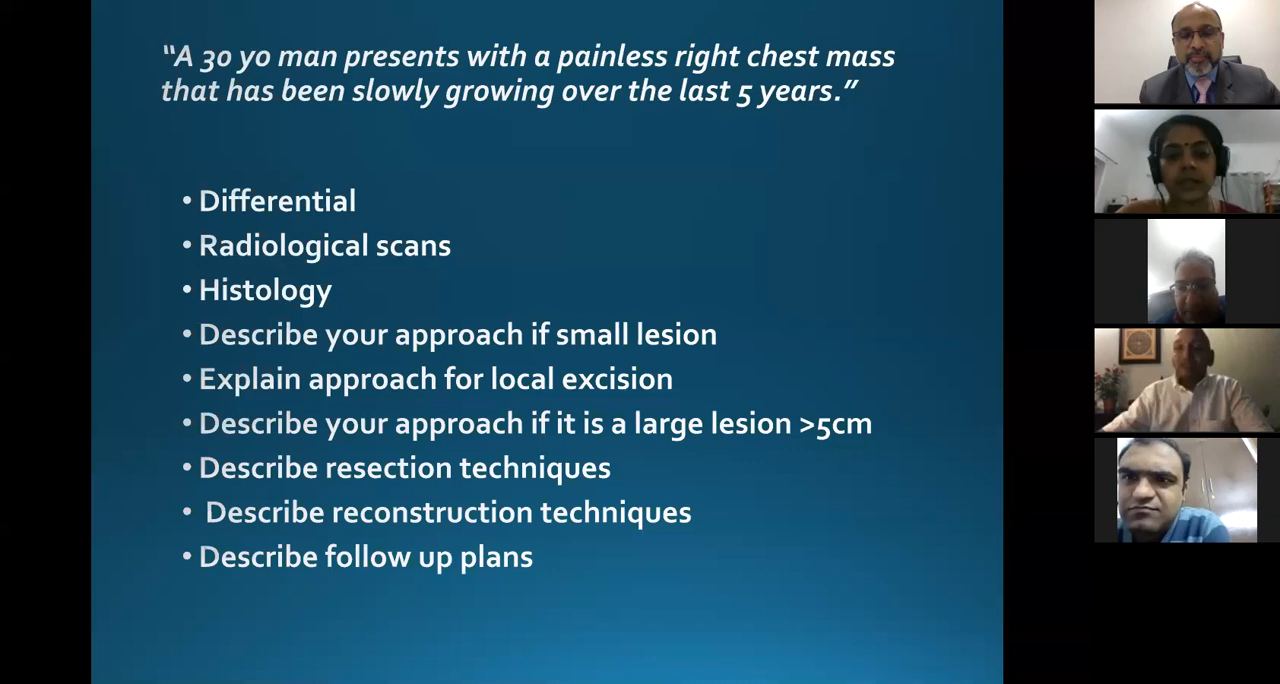 “A 30 yo man presents with a painless right chest mass
that has been slowly growing over the last 5 years.”
• Differential
• Radiological scans
• Histology
• Describe your approach if small lesion
• Explain approach for local excision
• Describe your approach if it is a large lesion >5cm
• Describe resection techniques
• Describe reconstruction techniques
• Describe follow up plans